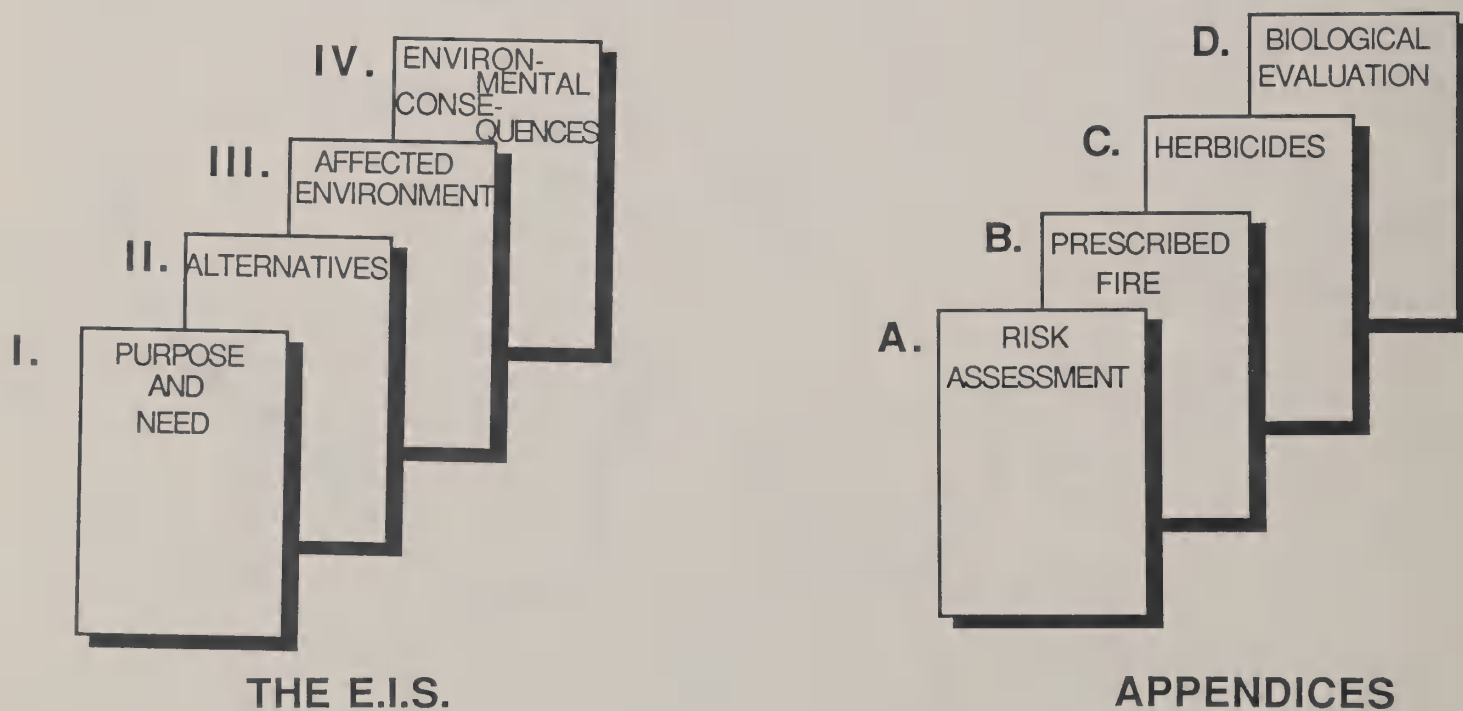 I.
PURPOSE
AND
NEED
II.
ALTERNATIVES
III.
AFFECTED
ENVIRONMENT
IV.
ENVIRON-
MENTAL
CONSE-
QUENCES
THE E.I.S.
A.
RISK
ASSESSMENT
B.
PRESCRIBED
FIRE
C.
HERBICIDES
D.
BIOLOGICAL
EVALUATION
APPENDICES